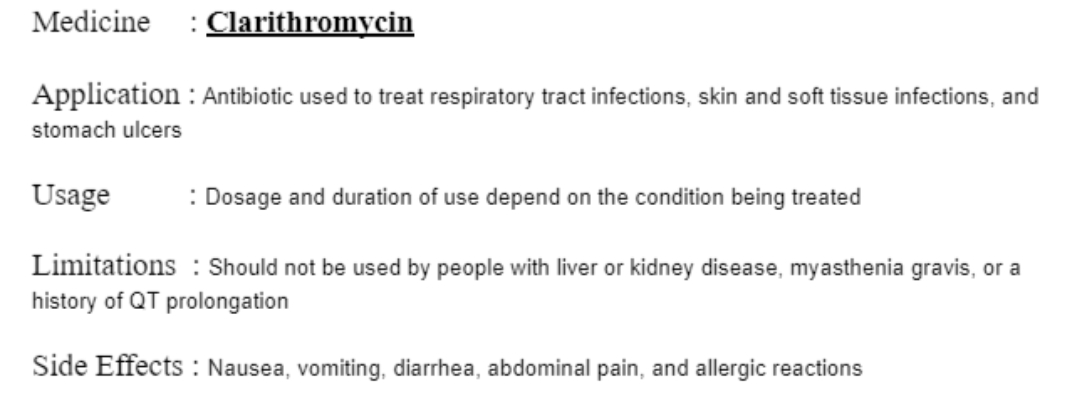 Medicine : Clarithromycin
Application : Antibiotic used to treat respiratory tract infections, skin and soft tissue infections, and
stomach ulcers
Usage : Dosage and duration of use depend on the condition being treated
Limitations : Should not be used by people with liver or kidney disease, myasthenia gravis, or a
history of QT prolongation
Side Effects : Nausea, vomiting, diarrhea, abdominal pain, and allergic reactions